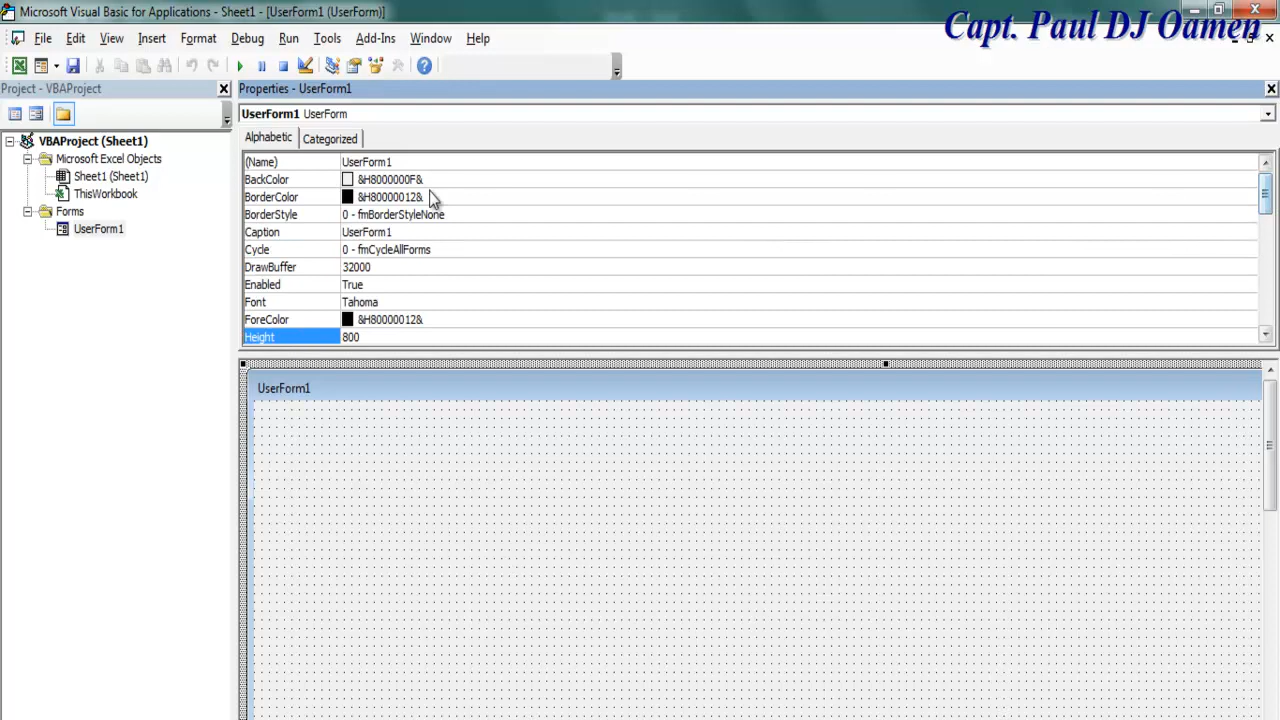 Microsoft Visual Basic for Applications - Sheet1 - [UserForm1 (UserForm)]
Capt. Paul DJ Oamen
File Edit View Insert Format Debug Run Tools Add-Ins Window Help
Project - VBAProject
Properties - UserForm1
UserForm1 UserForm
Alphabetic Categorized
VBAProject (Sheet1)
Microsoft Excel Objects
Sheet1 (Sheet1)
ThisWorkbook
Forms
UserForm1
(Name) UserForm1
BackColor &H8000000F&
BorderColor &H80000012&
BorderStyle 0 - fmBorderStyleNone
Caption UserForm1
Cycle 0 - fmCycleAllForms
DrawBuffer 32000
Enabled True
Font Tahoma
ForeColor &H80000012&
Height 800
UserForm1